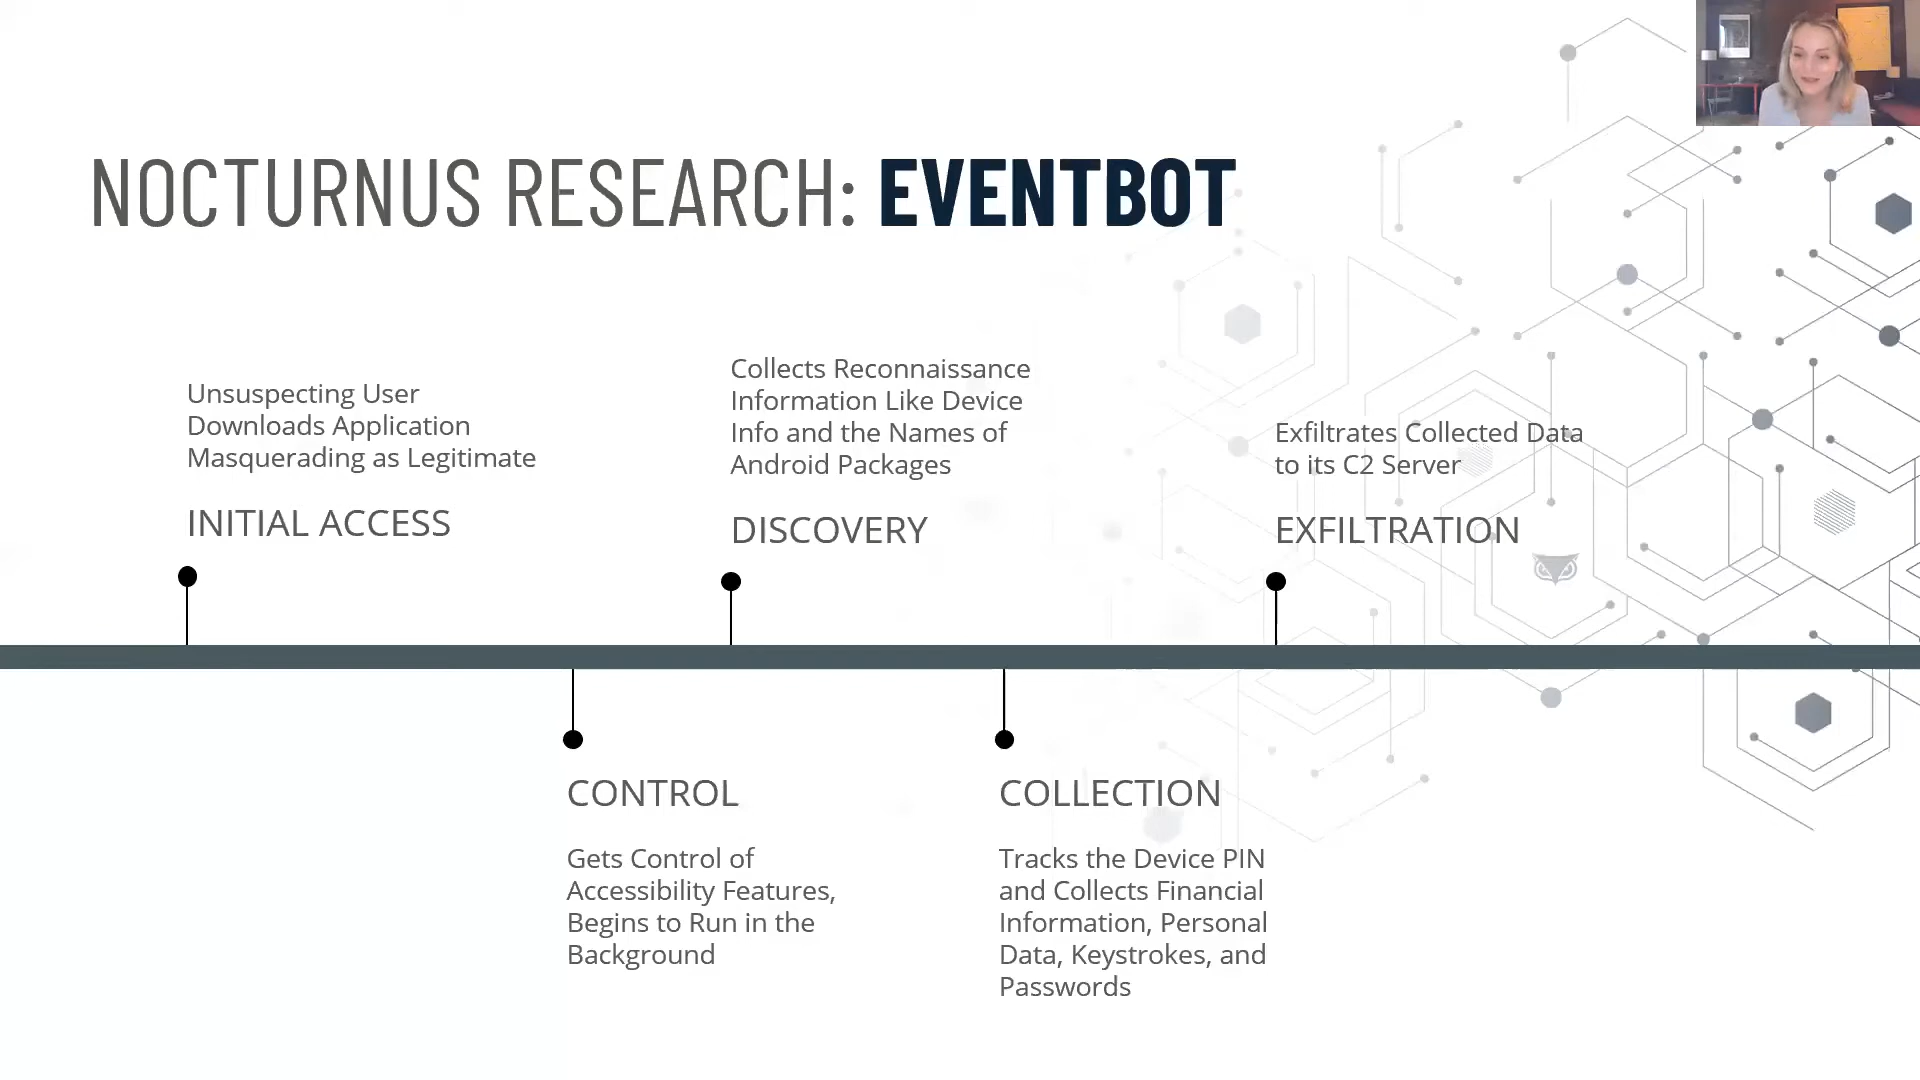 NOCTURNUS RESEARCH: EVENTBOT
Unsuspecting User
Downloads Application
Masquerading as Legitimate
INITIAL ACCESS
Collects Reconnaissance
Information Like Device
Info and the Names of
Android Packages
DISCOVERY
Exfiltrates Collected Data
to its C2 Server
EXFILTRATION
CONTROL
Gets Control of
Accessibility Features,
Begins to Run in the
Background
COLLECTION
Tracks the Device PIN
and Collects Financial
Information, Personal
Data, Keystrokes, and
Passwords